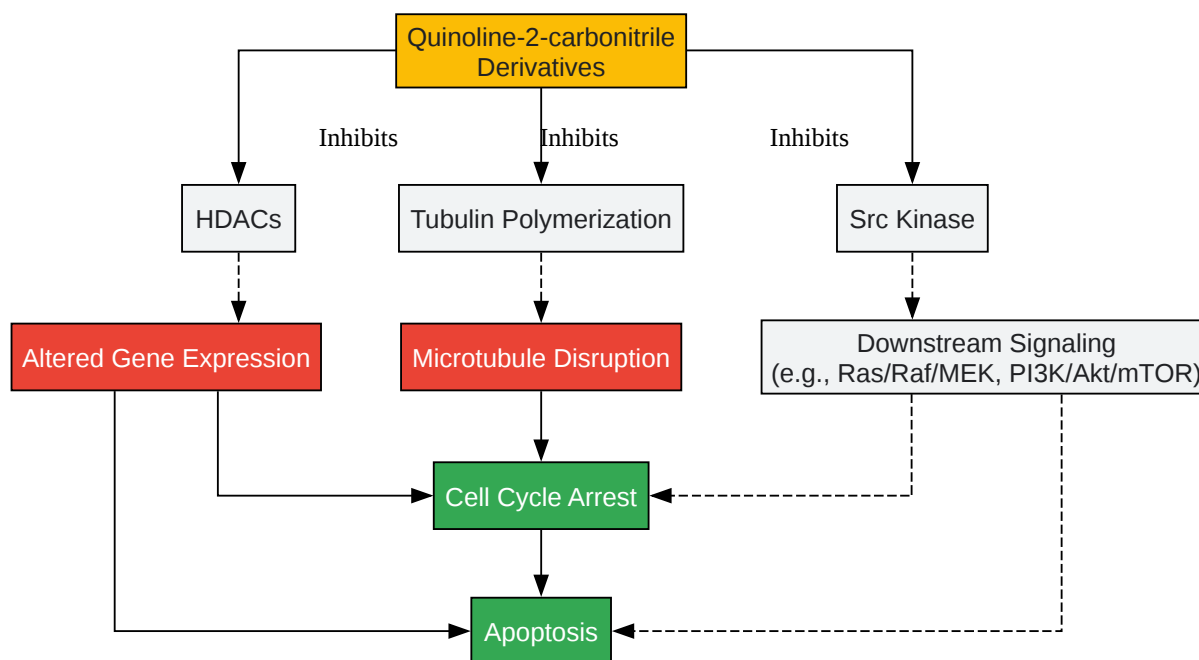 Quinoline-2-carbonitrile
Derivatives
Inhibits
Inhibits
Inhibits
HDACs
Tubulin Polymerization
Src Kinase
Altered Gene Expression
Microtubule Disruption
Downstream Signaling
(e.g., Ras/Raf/MEK, PI3K/Akt/mTOR)
Cell Cycle Arrest
Apoptosis